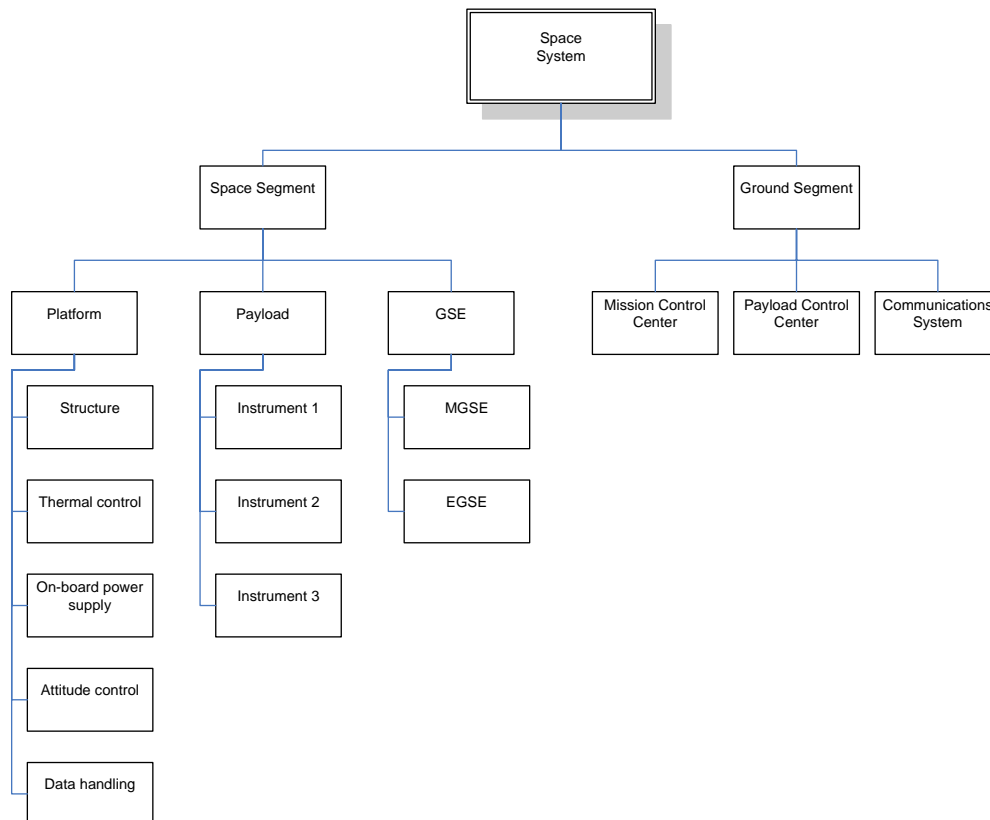 Space
System
Space Segment
Ground Segment
Platform
Payload
GSE
Mission Control
Center
Payload Control
Center
Communications
System
Structure
Instrument 1
MGSE
Thermal control
Instrument 2
EGSE
On-board power
supply
Instrument 3
Attitude control
Data handling